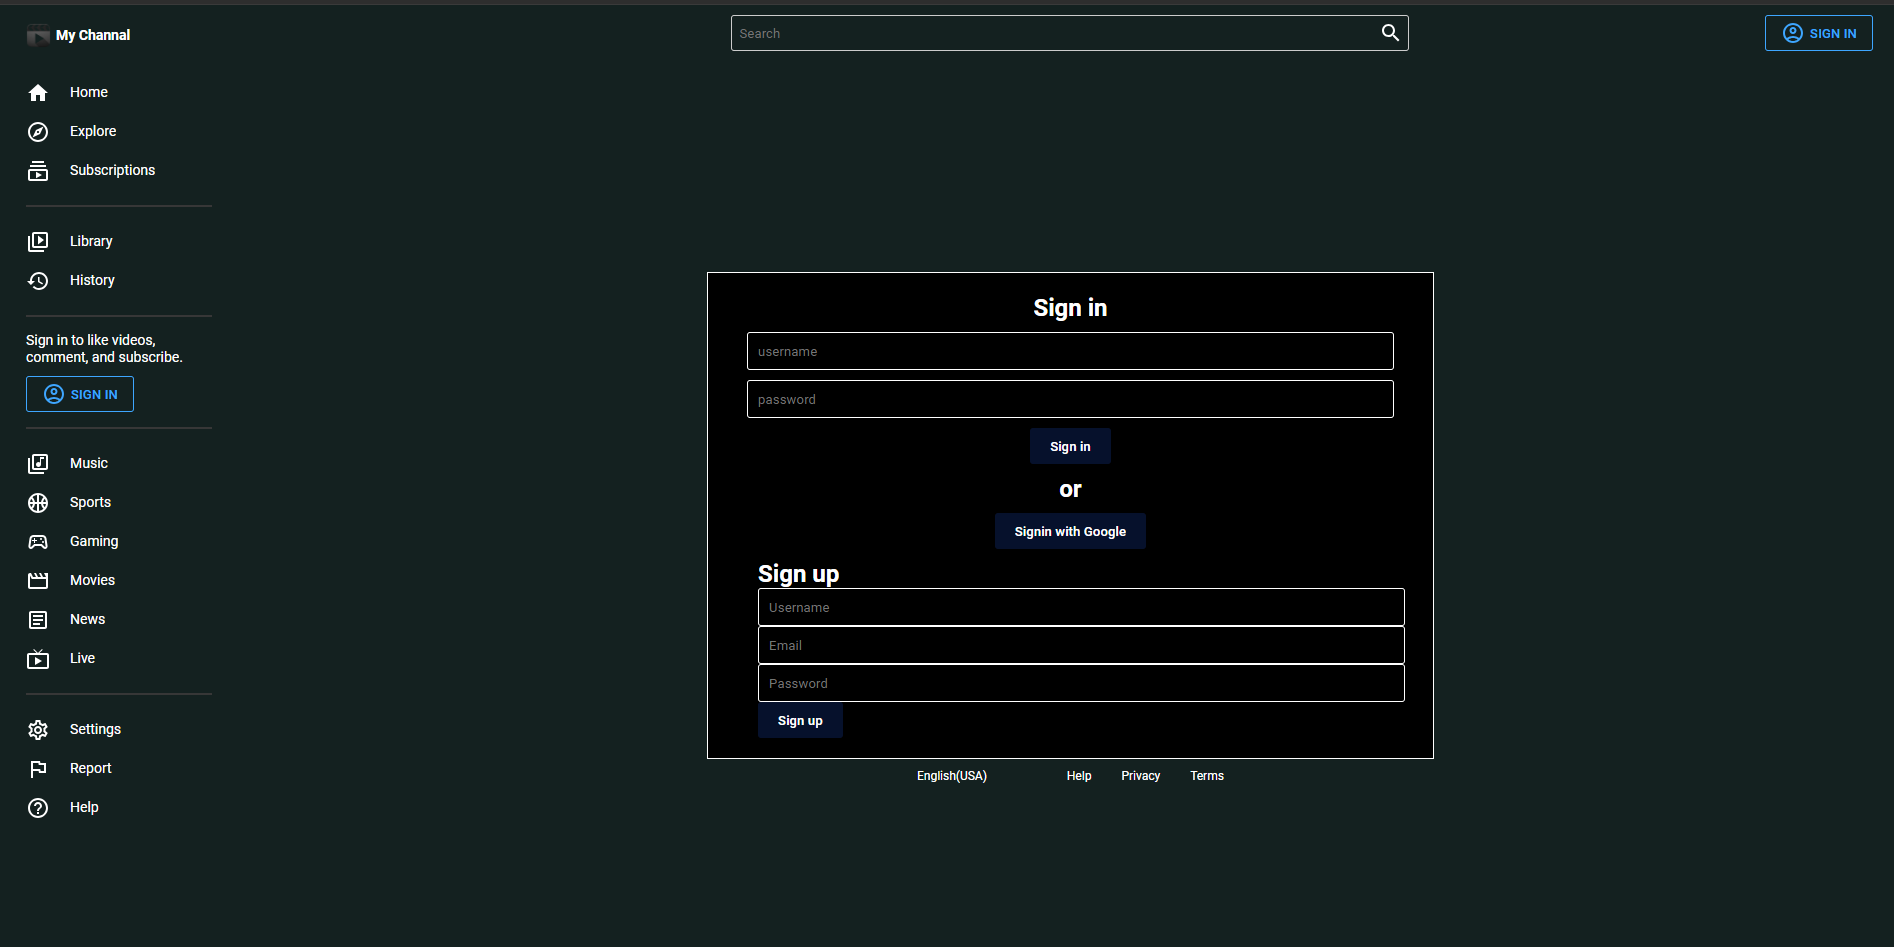 My Channal
Search
SIGN IN
Home
Explore
Subscriptions
Library
History
Sign in to like videos,
comment, and subscribe.
SIGN IN
Music
Sports
Gaming
Movies
News
Live
Settings
Report
Help
Sign in
username
password
Sign in
or
Signin with Google
Sign up
Username
Email
Password
Sign up
English(USA) Help Privacy Terms